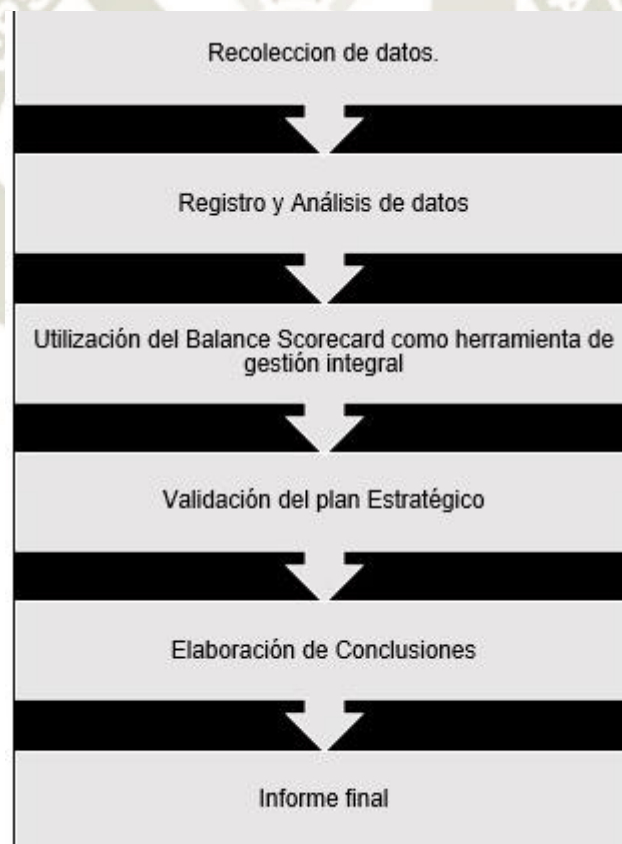 Recoleccion de datos.
Registro y Análisis de datos
Utilización del Balance Scorecard como herramienta de
gestión integral
Validación del plan Estratégico
Elaboración de Conclusiones
Informe final